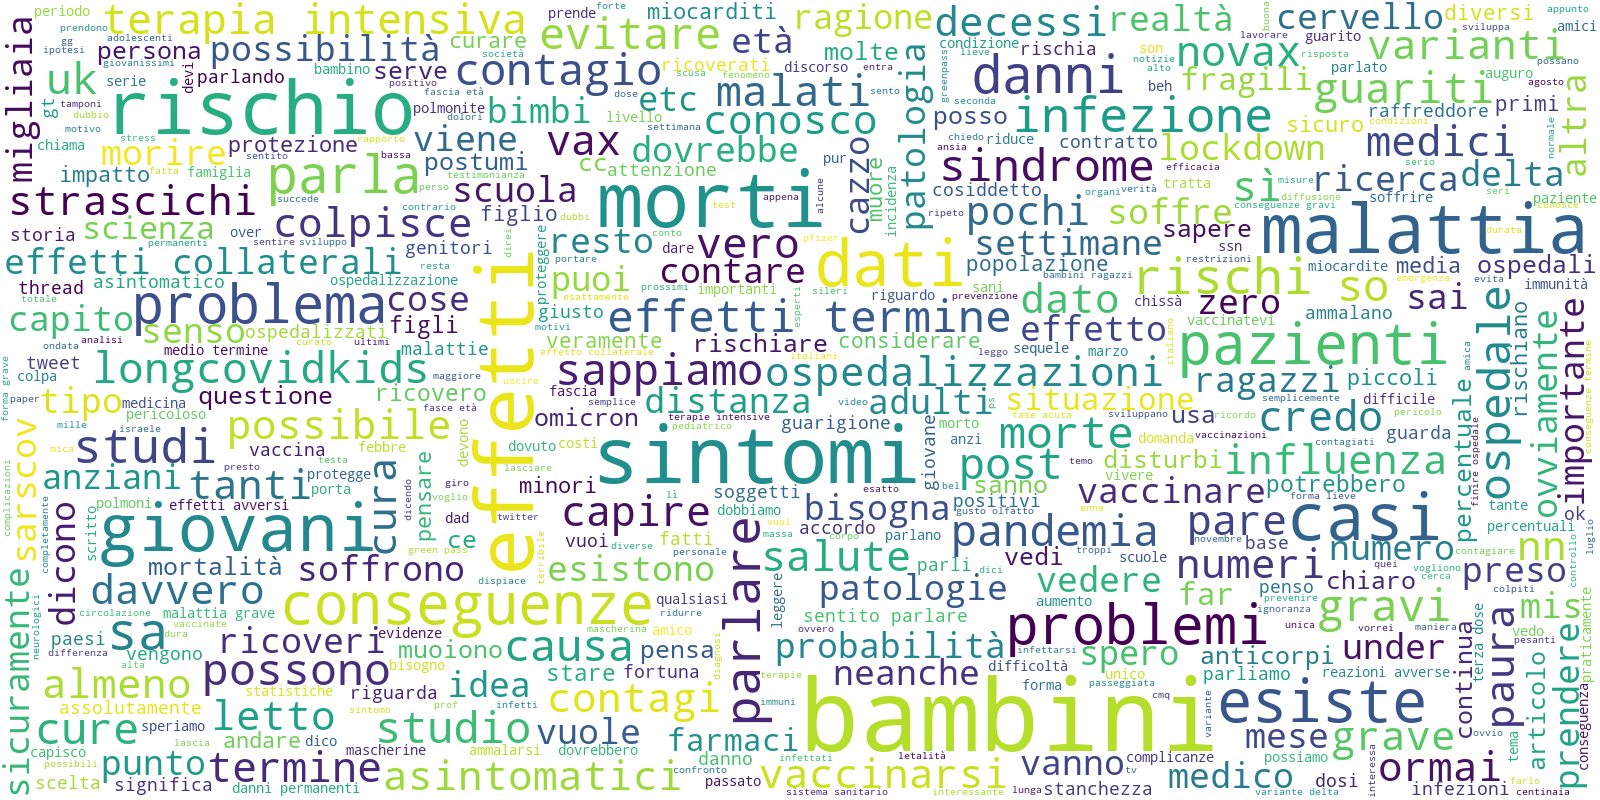 periodo
terapia intensiva
prendono
forte
prende
miocarditi
ragione
decessi
realtà
cervello
diversi
buona
appunto
sviluppa
amici
migliaia
gg
ipotesi
adolescenti
giovanissimi
persona
possibilità
curare
società
evitare
età
molte
patologia
condizione
lieve
rischia
son
notizie
alto
novax
lavorare
guarito
risposta
varianti
possano
uk
serie
devi
parlando
bambino
serve
positivo
contagio
ricoverati
scusa
fenomeno
discorso
entra
malati
sento
greenpass
danni
parlato
beh
fragili
auguro
agosto
guariti
altra
gt
tamponi
dubbio
motivo
rischio
fascia età
polmonite
dolori
bimbi
dose
livello
etc
settimana
conosco
seconda
posso
infezione
raffreddore
primi
sicuro
condizioni
normale
chiama
stress
sentito
rapporto
morire
protezione
bassa
viene
vax
dovrebbe
chiedo
ansia
riduce
contratto
efficacia
lockdown
serio
medici
impatto
fatta
famiglia
parla
perso
testimonianza
postumi
cc
attenzione
pur
cazzo
muore
incidenza
sindrome
cosiddetto
organi
verità
tratta
misure
sì
ricerca
delta
seri
strascichi
succede
contrario
scuola
morti
appena
alcune
test
ripeto
pochi
soffre
conseguenze gravi
diffusione
soffrire
paziente
conoste
storia
scienza
permanenti
colpisce
over
sentire
sviluppo
figlio
dubbi
genitori
direi
resto
conto
dare
vero
pfizer
settimane
sapere
ssn
restrizioni
malattia
durata
effetti collaterali
resta
effetti
proteggere
portare
puoi
contare
dati
popolazione
bambini ragazzi
rischi
miocardite
media
emergenza
ospedali
thread
totale
asintomatico
ospedalizzazione
problema
cose
giusto
esattamente
prossimi
importanti
esperti
sileri
riguardo
sani
prevenzione
dato
chissà
zero
so
sai
evita
immunità
capito
analisi
senso
ospedalizzati
figli
motivi
effetti termine
effetto
vaccinatevi
ammalano
ospedale
ondata
medio termine
curato
ultimi
veramente
effetto collaterale
rischiare
italiani
considerare
leggo
sequele
marzo
italiano
pazienti
amica
rischiano
ovviamente
importante
conseguenze termine
forma grave
tweet
colpa
longcovidkids
malattie
maggiore
uscire
fascia
semplice
sappiamo
video
ospedalizzazioni
ps
situazione
ragazzi
semplicemente
piccoli
difficile
pericolo
paper
tipo
medicina
pericoloso
questione
ricovero
fasce età
omicron
distanza
terapie intensive
pediatrico
adulti
guarigione
morto
fase acuta
sviluppano
ricordo
usa
credo
guarda
contagiati
percentuale
mille
mica
israele
studi
possibile
vaccina
febbre
dovuto
costi
sintomi
giovane
anzi
morte
domanda
vaccinazioni
finire ospedale
complicazioni
sarscov
anziani
presto
testa
tanti
protegge
porta
cura
pensare
devono
lasciare
giro
voglio
minori
lì
esatto
soggetti
dobbiamo
bel
post
temo
sanno
disturbi
vivere
influenza
potrebbero
forma lieve
tante
ok
completamente
dicono
scritto
polmoni
effetti avversi
giovani
dicendo
dad
twitter
ce
capire
vuoi
fatti
vuol
massa
accordo
bisogna
parlano
positivi
gusto olfatto
enne
vaccinare
pare
casi
percentuali
luglio
sicuramente
neurologici
mortalità
green pass
terribile
diverse
personale
corpo
pandemia
troppi
vedi
scuole
novembre
base
quei
numero
contagiare
nn
controllo
davvero
soffrono
dispiace
esistono
parlare
salute
parli
dici
vedere
numeri
chiaro
vogliono
cerca
preso
circolazione
malattia grave
conseguenze
qualsiasi
ridurre
leggere
patologie
aumento
far
penso
prevenire
ignoranza
gravi
colpiti
mis
paesi
differenza
sa
vaccinate
dura
vengono
ricoveri
evidenze
muoiono
causa
mascherina
amico
pensa
diagnosi
sentito parlare
ovvero
probabilità
infettarsi
problemi
spero
unica
vorrei
maniera
under
vedo
pesanti
terza dose
praticamente
almeno
alta
assolutamente
possono
bisogno
riguarda
idea
stare
fortuna
terapie
neanche
difficoltà
unico
anticorpi
parliamo
reazioni avverse
continua
paura
prendere
cure
speriamo
statistiche
sintomo
letto
prof
infetti
contagi
immuni
forma
passeggiata
cmq
variante
esiste
articolo
tema
conseguenza
capisco
lascia
andare
dico
studio
vuole
farmaci
bambini
mese
grave
possiamo
ovvio
scelta
possibili
punto
mascherine
ammalarsi
dovrebbero
danno
infettati
letalità
vanno
tv
complicanze
medico
dosi
interessa
ormai
significa
danni permanenti
termine
asintomatici
confronto
passato
vaccinarsi
sistema sanitario
interessante
lunga
stanchezza
variante delta
infezioni
farlo
centinaia